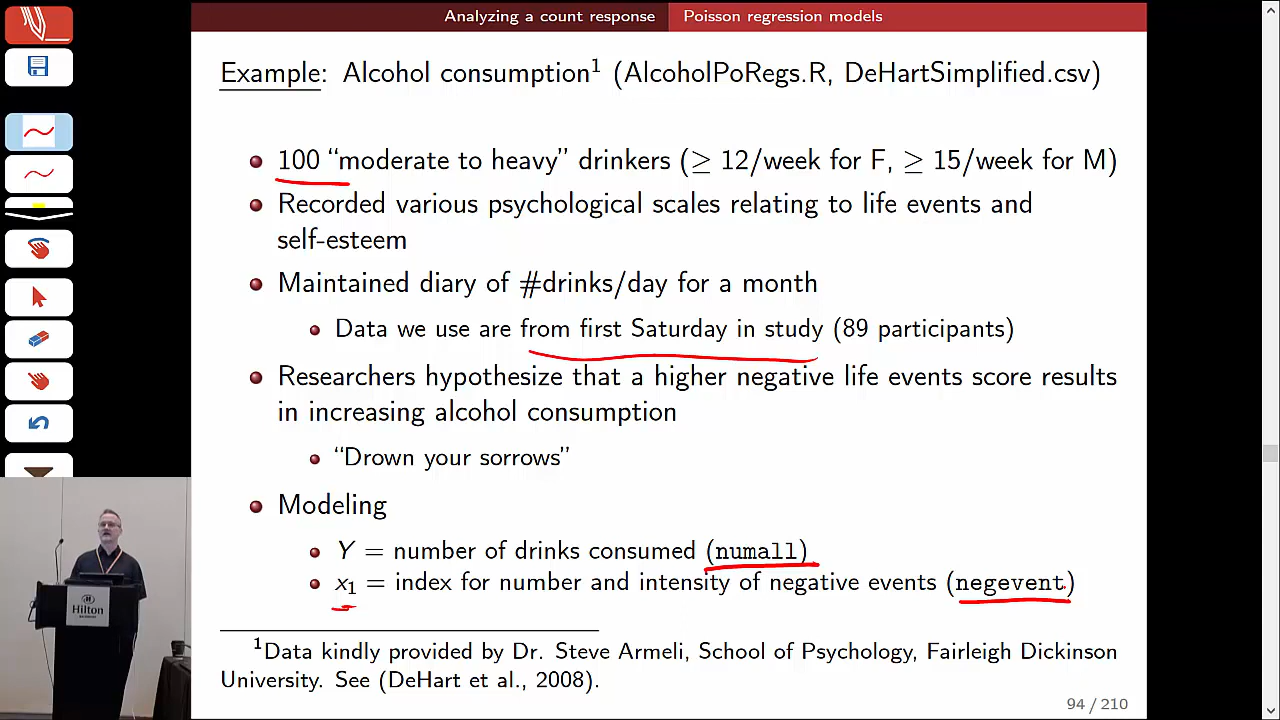 Analyzing a count response Poisson regression models
Example: Alcohol consumption¹ (AlcoholPoRegs.R, DeHartSimplified.csv)
100 “moderate to heavy” drinkers (≥ 12/week for F, ≥ 15/week for M)
Recorded various psychological scales relating to life events and
self-esteem
Maintained diary of #drinks/day for a month
Data we use are from first Saturday in study (89 participants)
Researchers hypothesize that a higher negative life events score results
in increasing alcohol consumption
“Drown your sorrows”
Modeling
Y = number of drinks consumed (numall)
x₁ = index for number and intensity of negative events (negevent)
¹Data kindly provided by Dr. Steve Armeli, School of Psychology, Fairleigh Dickinson
University. See (DeHart et al., 2008).
94 / 210
Hilton